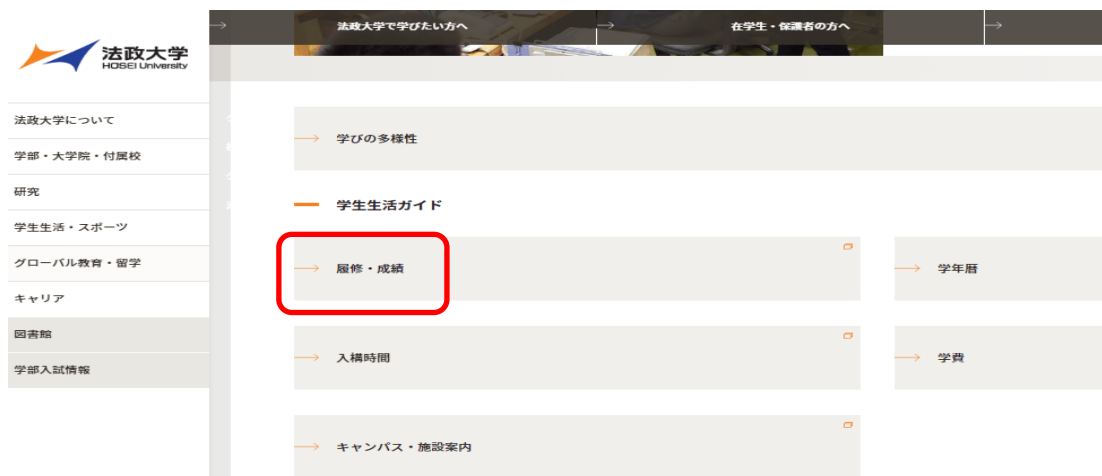 法政大学で学びたい方へ
在学生・保護者の方へ
法政大学
HOSEI University
法政大学について
学部・大学院・付属校
研究
学生生活・スポーツ
グローバル教育・留学
キャリア
図書館
学部入試情報
学びの多様性
学生生活ガイド
履修・成績
学年暦
入構時間
学費
キャンパス・施設案内